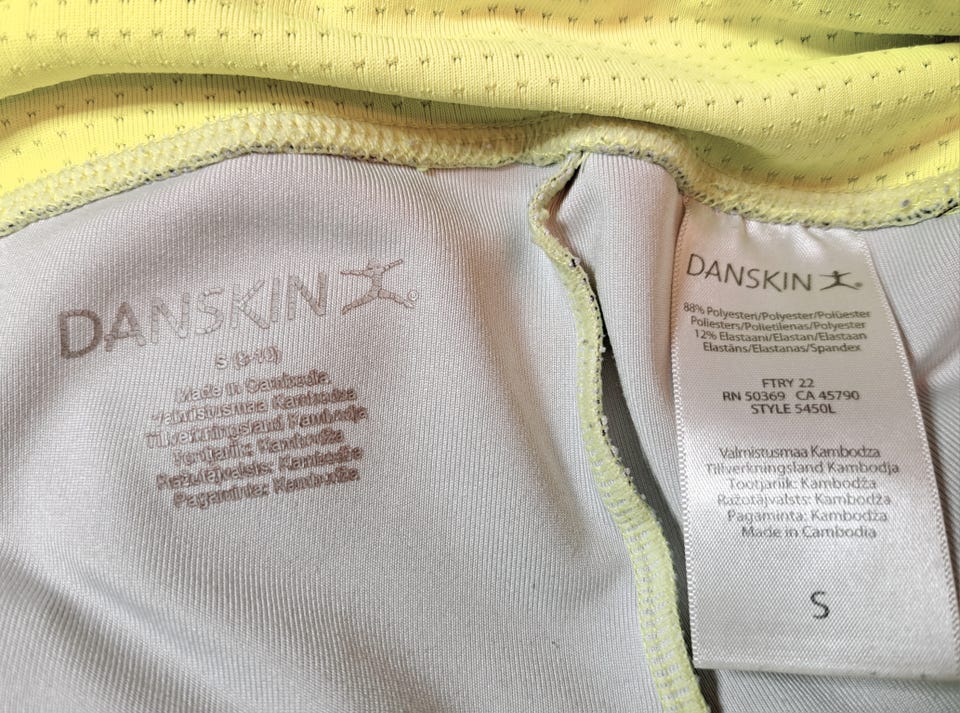 DANSKIN
S (6-10)
Made in Cambodia
Valmistusmaa Kambodza
Tillverkningsland Kambodja
Tootjariik: Kambodža
Ražotājvalsts: Kambodža
Pagaminta: Kambodža
DANSKIN
88% Polyesteri/Polyester/Polüester
Poliesters/Polietilenas/Polyester
12% Elastaani/Elastan/Elastaan
Elastāns/Elastanas/Spandex
FTRY 22
RN 50369 CA 45790
STYLE 5450L
Valmistusmaa Kambodza
Tillverkningsland Kambodja
Tootjariik: Kambodža
Ražotājvalsts: Kambodža
Pagaminta: Kambodža
Made in Cambodia
S